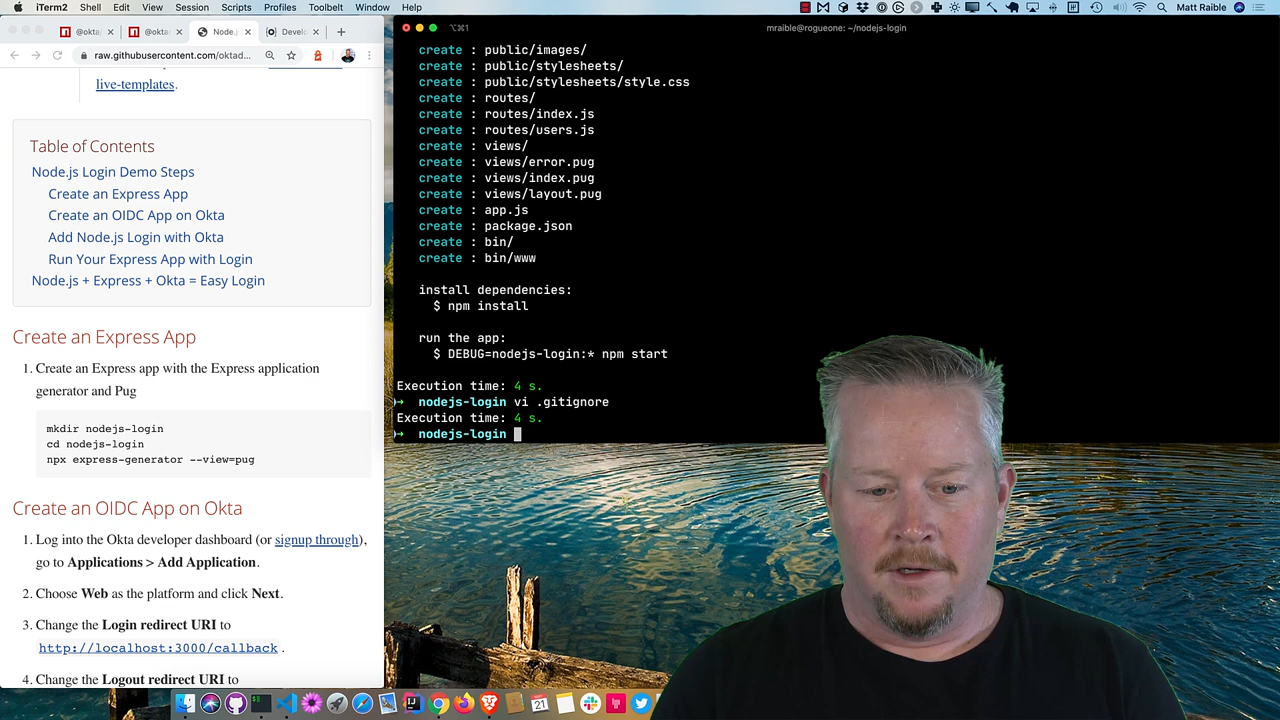 iTerm2 Shell Edit View Session Scripts Profiles Toolbelt Window Help
Matt Raible
@okta/ @okta/ Node.j Develo
raw.githubusercontent.com/oktad...
live-templates.
Table of Contents
Node.js Login Demo Steps
Create an Express App
Create an OIDC App on Okta
Add Node.js Login with Okta
Run Your Express App with Login
Node.js + Express + Okta = Easy Login
Create an Express App
1. Create an Express app with the Express application
generator and Pug
mkdir nodejs-login
cd nodejs-login
npx express-generator --view=pug
Create an OIDC App on Okta
1. Log into the Okta developer dashboard (or signup through),
go to Applications > Add Application.
2. Choose Web as the platform and click Next.
3. Change the Login redirect URI to
http://localhost:3000/callback .
4. Change the Logout redirect URI to
⌥⌘1 mraible@rogueone: ~/nodejs-login
create : public/images/
create : public/stylesheets/
create : public/stylesheets/style.css
create : routes/
create : routes/index.js
create : routes/users.js
create : views/
create : views/error.pug
create : views/index.pug
create : views/layout.pug
create : app.js
create : package.json
create : bin/
create : bin/www
install dependencies:
$ npm install
run the app:
$ DEBUG=nodejs-login:* npm start
Execution time: 4 s.
→ nodejs-login vi .gitignore
Execution time: 4 s.
→ nodejs-login
21